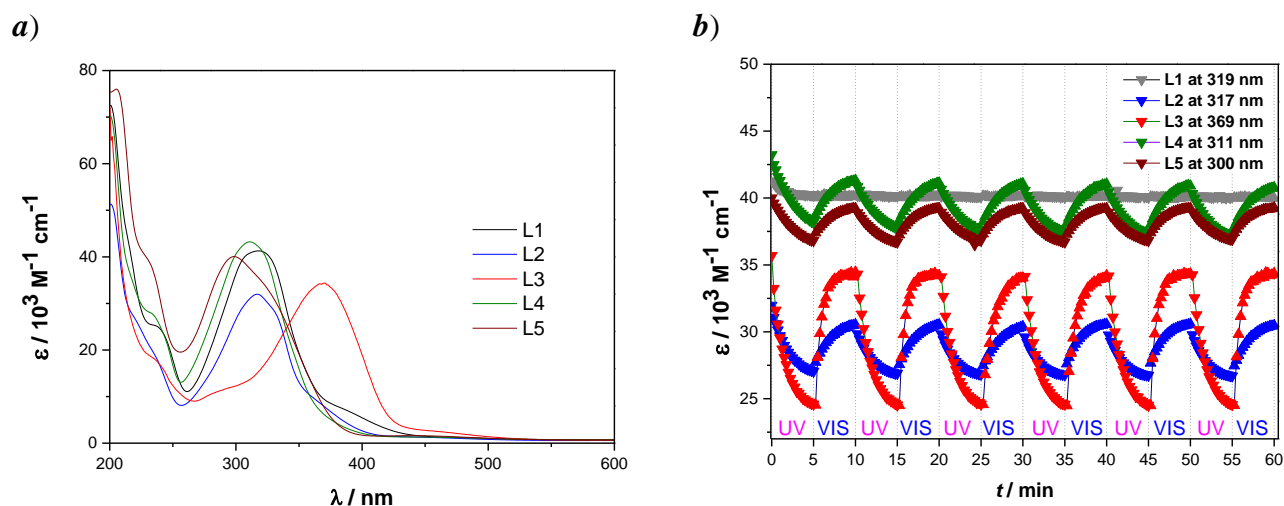 a)
80
60
40
20
0
200 300 400 500 600
ε / 10³ M⁻¹ cm⁻¹
λ / nm
L1
L2
L3
L4
L5
b)
50
45
40
35
30
25
0 5 10 15 20 25 30 35 40 45 50 55 60
ε / 10³ M⁻¹ cm⁻¹
t / min
L1 at 319 nm
L2 at 317 nm
L3 at 369 nm
L4 at 311 nm
L5 at 300 nm
UV VIS UV VIS UV VIS UV VIS UV VIS UV VIS